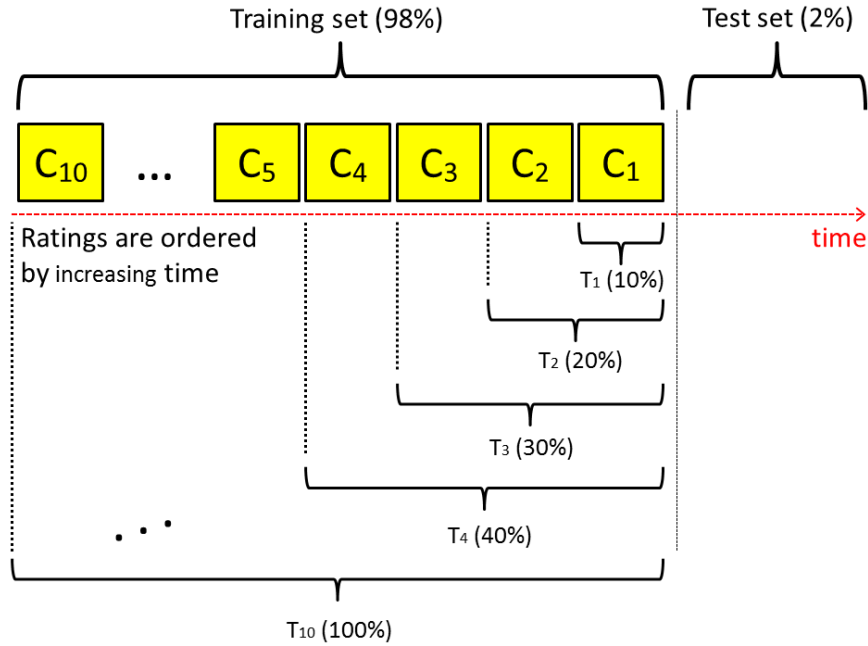 Training set (98%)
Test set (2%)
C₁₀ ... C₅ C₄ C₃ C₂ C₁
Ratings are ordered
by increasing time
time
T₁ (10%)
T₂ (20%)
T₃ (30%)
T₄ (40%)
...
T₁₀ (100%)